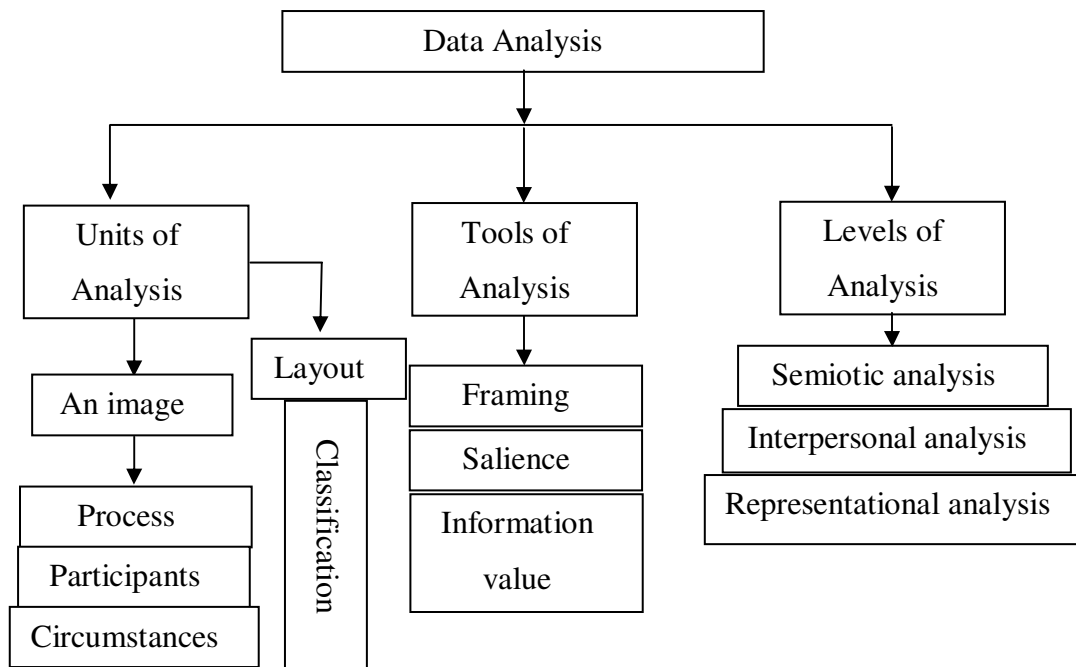 Data Analysis
Units of
Analysis
Tools of
Analysis
Levels of
Analysis
An image
Layout
Process
Participants
Circumstances
Classification
Framing
Salience
Information
value
Semiotic analysis
Interpersonal analysis
Representational analysis